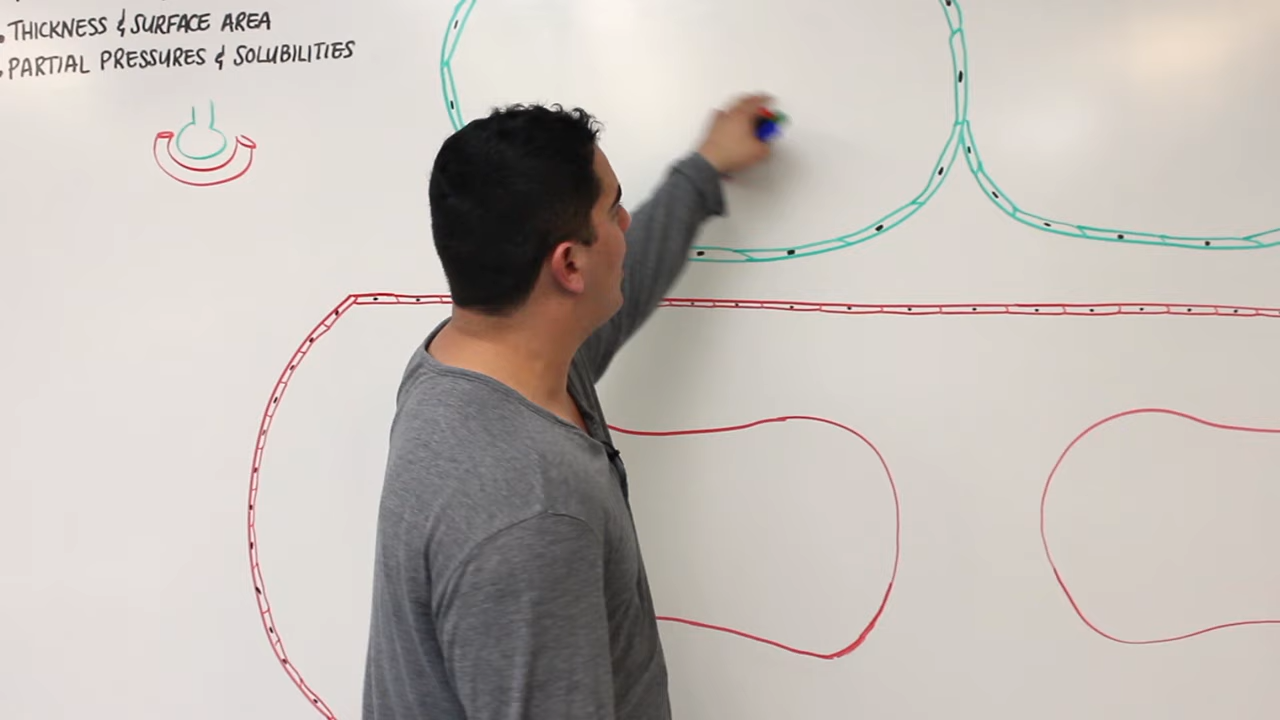 • THICKNESS & SURFACE AREA
• PARTIAL PRESSURES & SOLUBILITIES